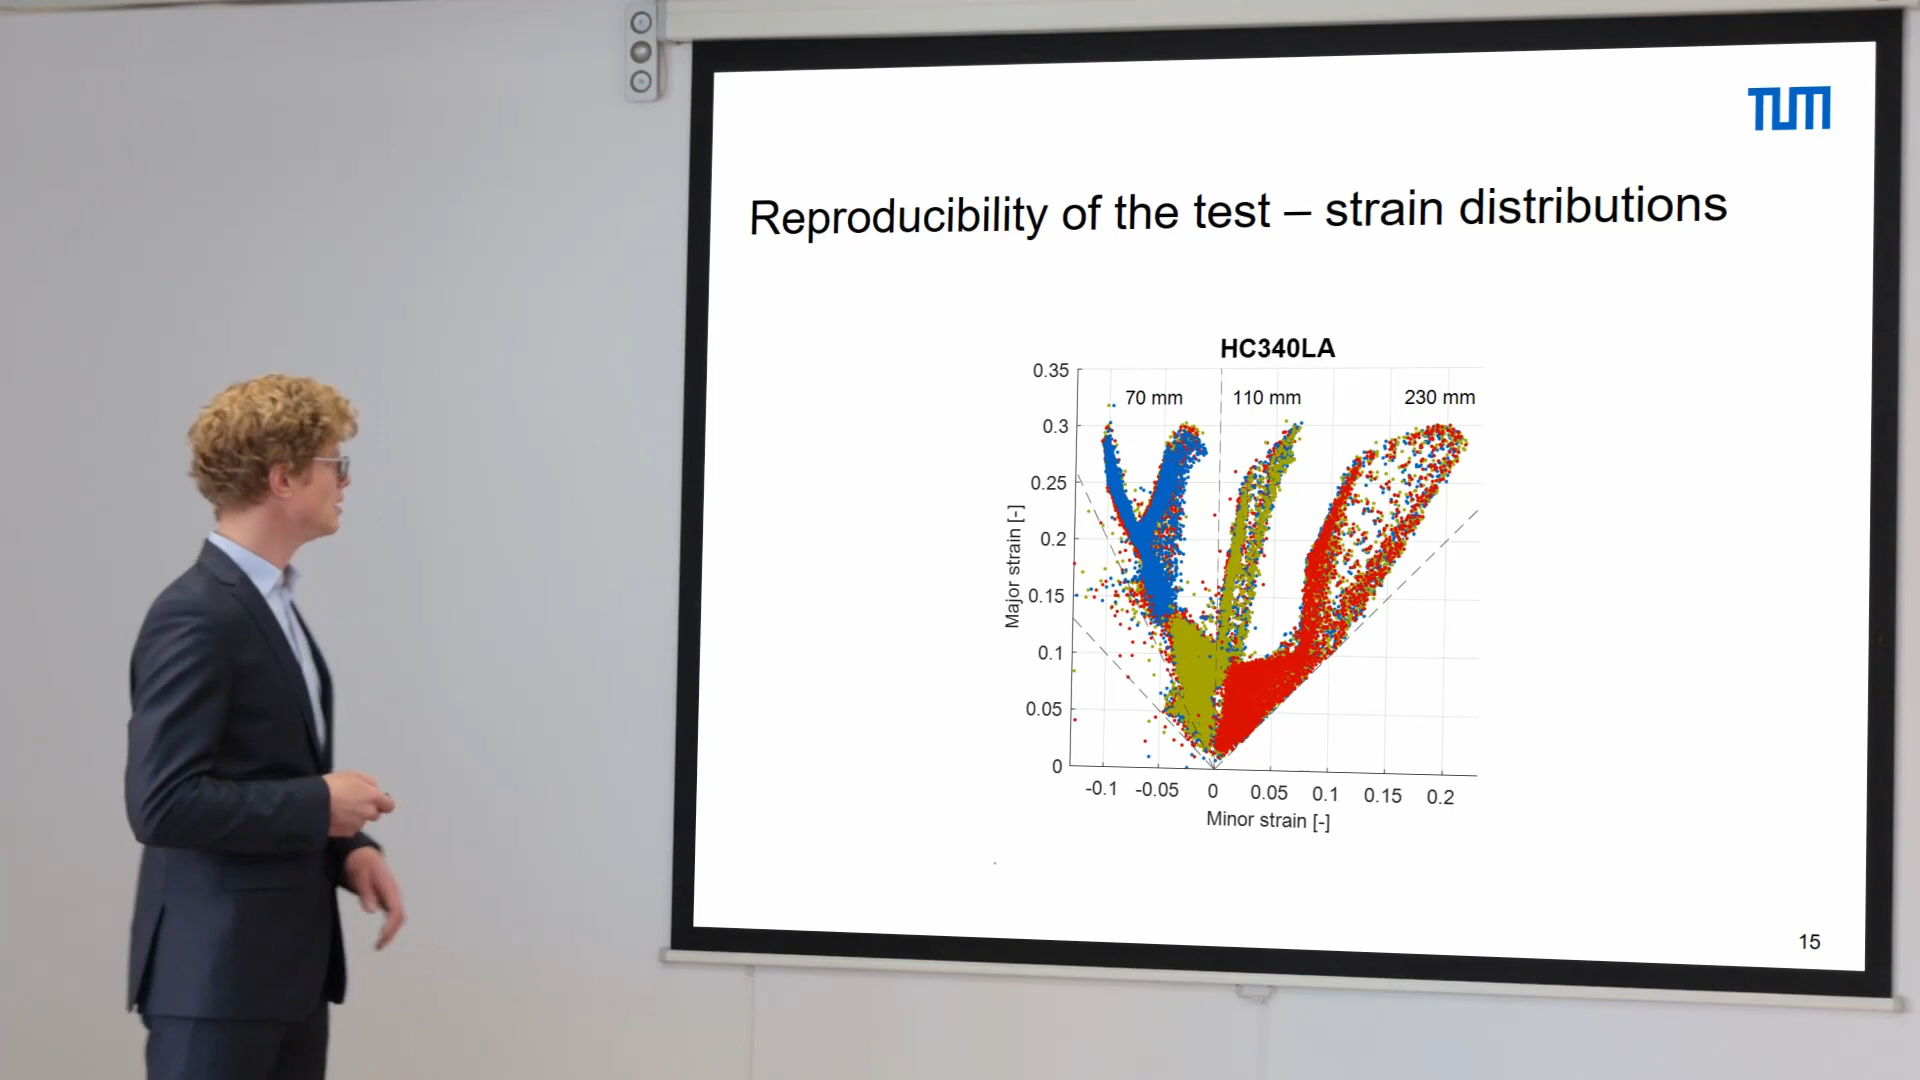 TUM
Reproducibility of the test – strain distributions
HC340LA
70 mm
110 mm
230 mm
0.35
0.3
0.25
0.2
0.15
0.1
0.05
0
Major strain [-]
-0.1
-0.05
0
0.05
0.1
0.15
0.2
Minor strain [-]
15